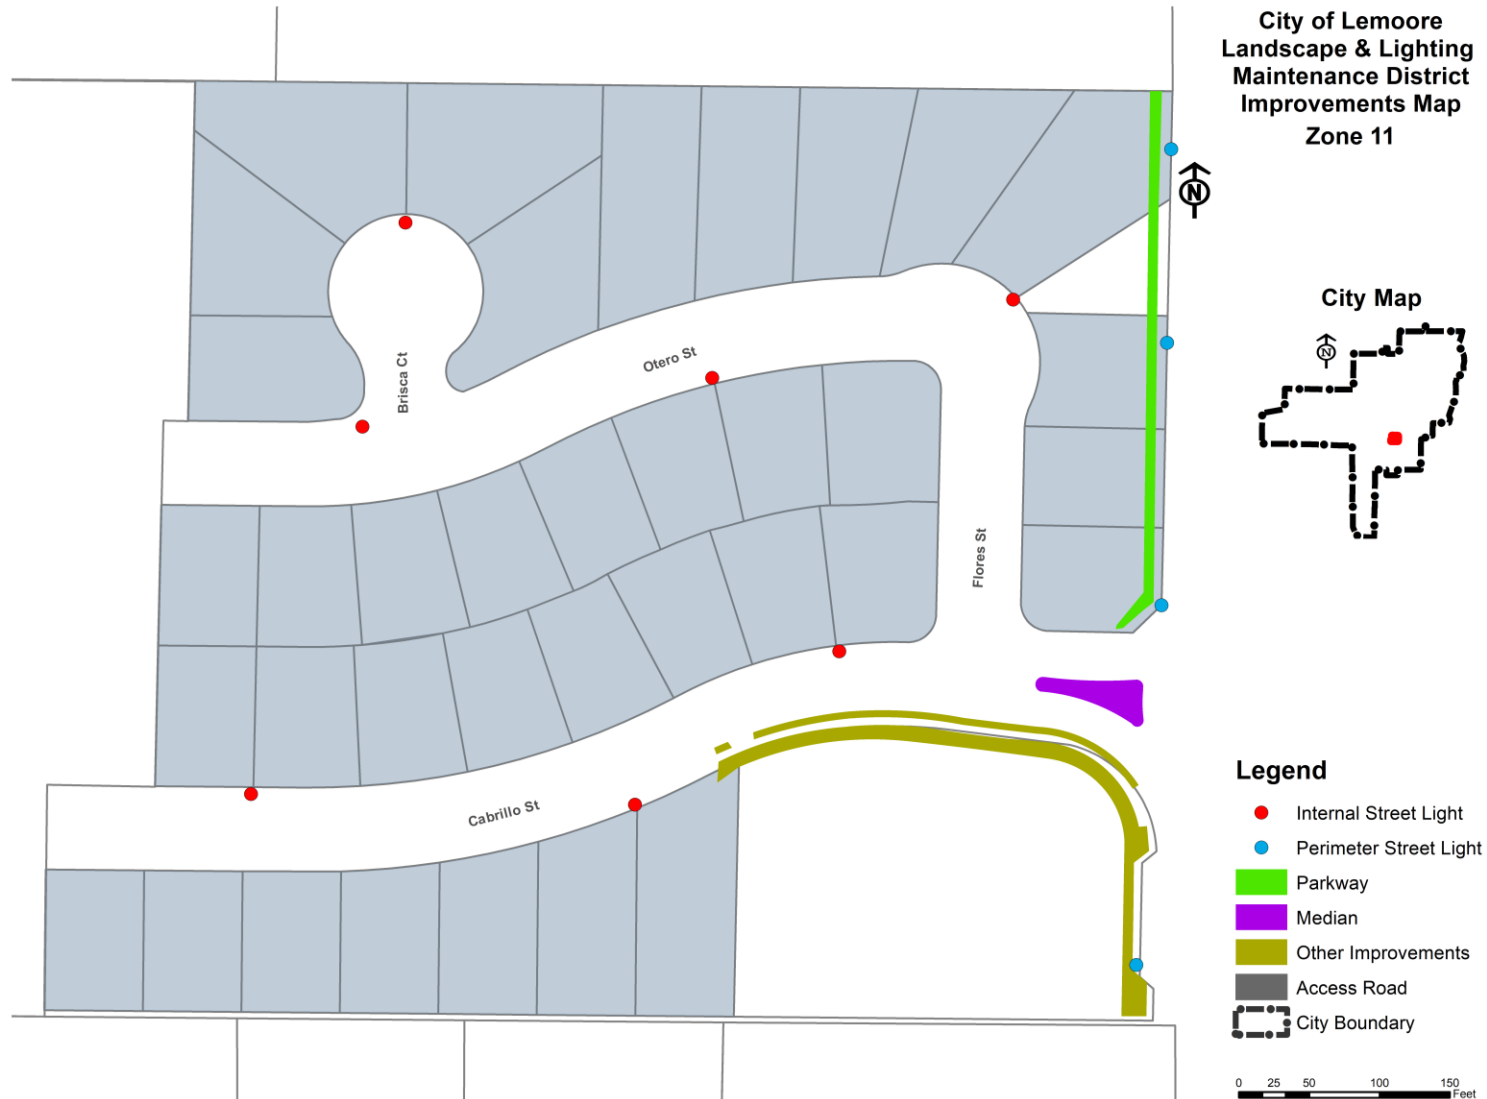 City of Lemoore
Landscape & Lighting
Maintenance District
Improvements Map
Zone 11
N
City Map
N
Brisca Ct
Otero St
Flores St
Cabrillo St
Legend
Internal Street Light
Perimeter Street Light
Parkway
Median
Other Improvements
Access Road
City Boundary
0 25 50 100 150
Feet